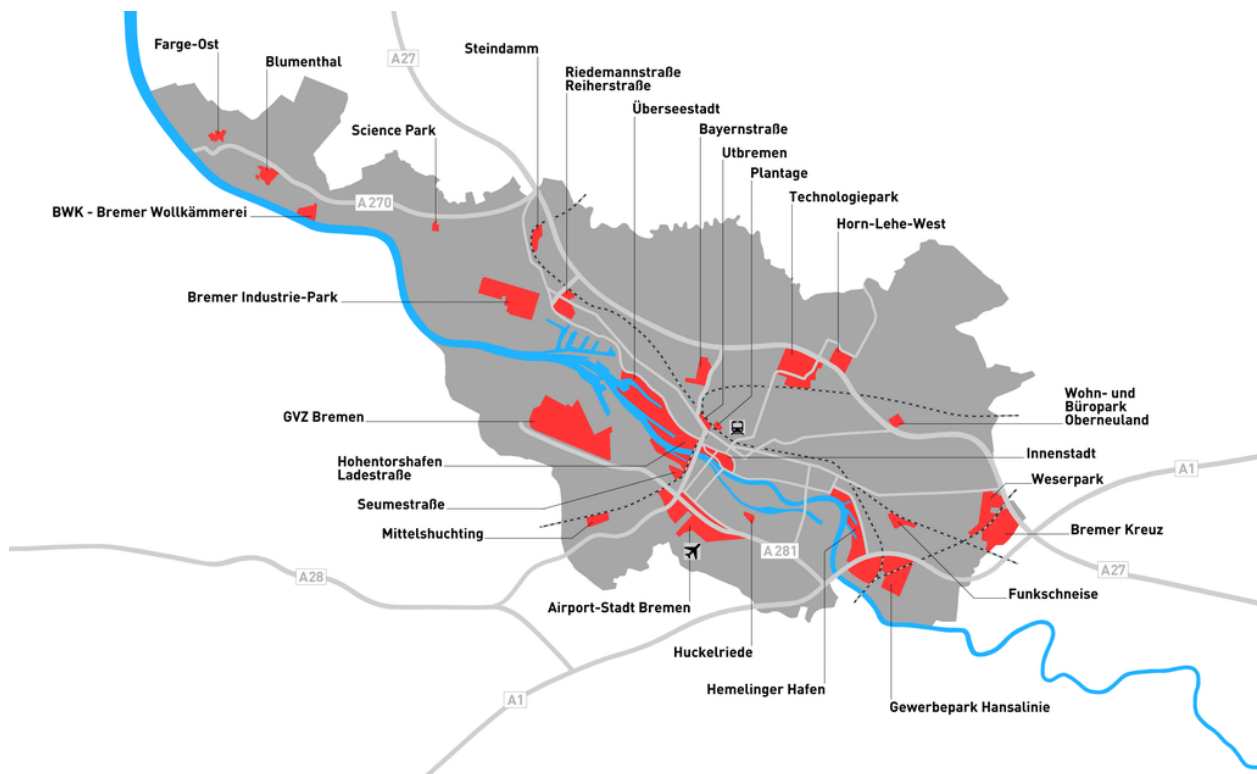 Farge-Ost
Blumenthal
A27
Steindamm
Riedemannstraße
Reiherstraße
Überseestadt
Science Park
Bayernstraße
Utbremen
Plantage
Technologiepark
Horn-Lehe-West
BWK - Bremer Wollkämmerei
A270
Bremer Industrie-Park
GVZ Bremen
Wohn- und
Büropark
Oberneuland
Hohentorshafen
Ladestraße
Innenstadt
A1
Weserpark
Seumestraße
Mittelshuchting
Bremer Kreuz
A281
A28
A27
Airport-Stadt Bremen
Funkschneise
Huckelriede
Hemelinger Hafen
A1
Gewerbepark Hansalinie